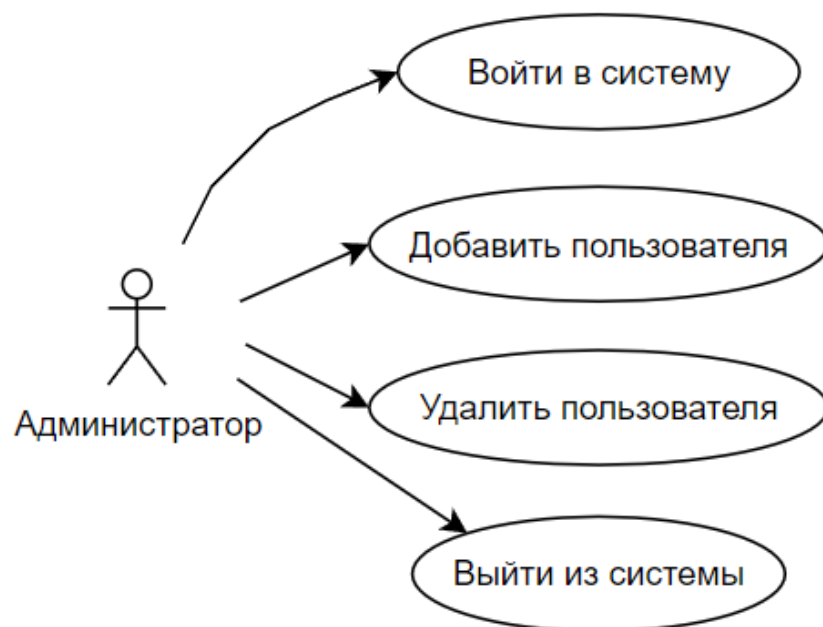 Войти в систему
Добавить пользователя
Удалить пользователя
Администратор
Выйти из системы